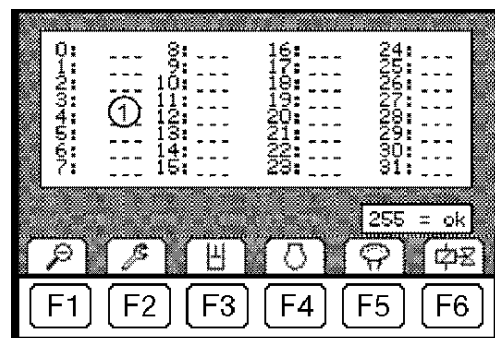 0: _ _ _ 8: _ _ _ 16: _ _ _ 24: _ _ _
1: _ _ _ 9: _ _ _ 17: _ _ _ 25: _ _ _
2: _ _ _ 10: _ _ _ 18: _ _ _ 26: _ _ _
3: _ _ _ 11: _ _ _ 19: _ _ _ 27: _ _ _
4: 1 _ _ _ 12: _ _ _ 20: _ _ _ 28: _ _ _
5: _ _ _ 13: _ _ _ 21: _ _ _ 29: _ _ _
6: _ _ _ 14: _ _ _ 22: _ _ _ 30: _ _ _
7: _ _ _ 15: _ _ _ 23: _ _ _ 31: _ _ _
255 = ok
F1 F2 F3 F4 F5 F6